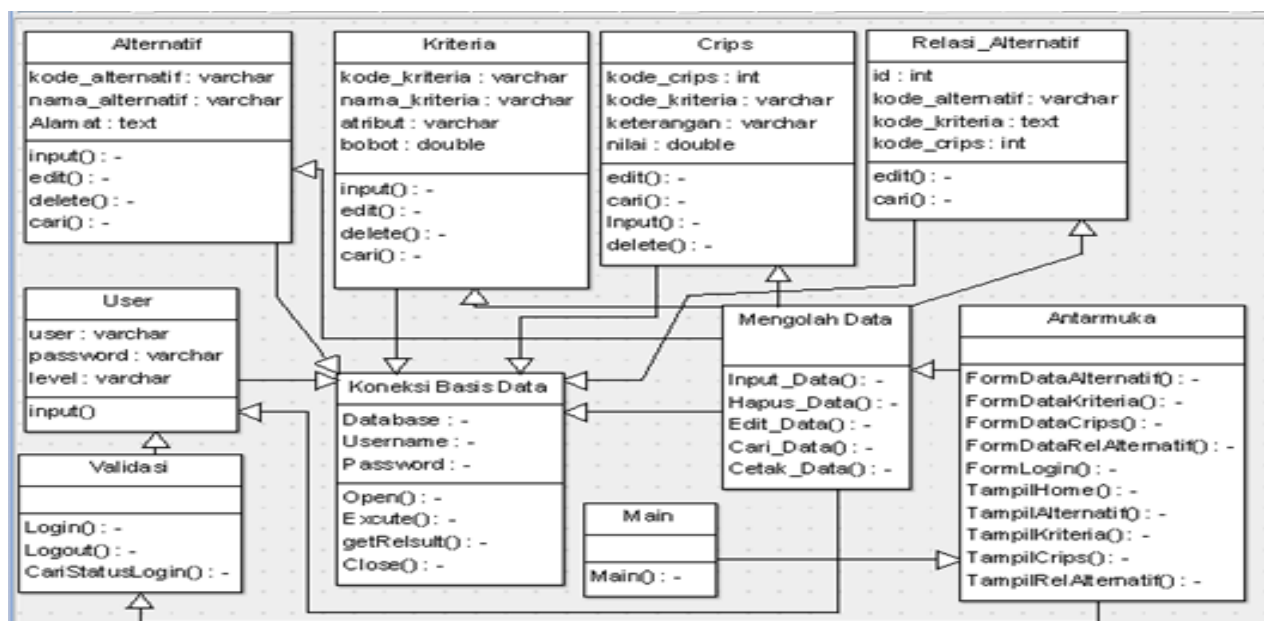 Alternatif
kode_alternatif : varchar
nama_alternatif : varchar
Alamat : text
input() : -
edit() : -
delete() : -
cari() : -
Kriteria
kode_kriteria : varchar
nama_kriteria : varchar
atribut : varchar
bobot : double
input() : -
edit() : -
delete() : -
cari() : -
Crips
kode_crips : int
kode_kriteria : varchar
keterangan : varchar
nilai : double
edit() : -
cari() : -
Input() : -
delete() : -
Relasi_Alternatif
id : int
kode_alternatif : varchar
kode_kriteria : text
kode_crips : int
edit() : -
cari() : -
User
user : varchar
password : varchar
level : varchar
input()
Koneksi Basis Data
Database : -
Username : -
Password : -
Open() : -
Excute() : -
getRelsult() : -
Close() : -
Mengolah Data
Input_Data() : -
Hapus_Data() : -
Edit_Data() : -
Cari_Data() : -
Cetak_Data() : -
Antarmuka
FormDataAlternatif() : -
FormDataKriteria() : -
FormDataCrips() : -
FormDataRelAlternatif() : -
FormLogin() : -
TampilHome() : -
TampilAlternatif() : -
TampilKriteria() : -
TampilCrips() : -
TampilRelAlternatif() : -
Validasi
Login() : -
Logout() : -
CariStatusLogin() : -
Main
Main() : -